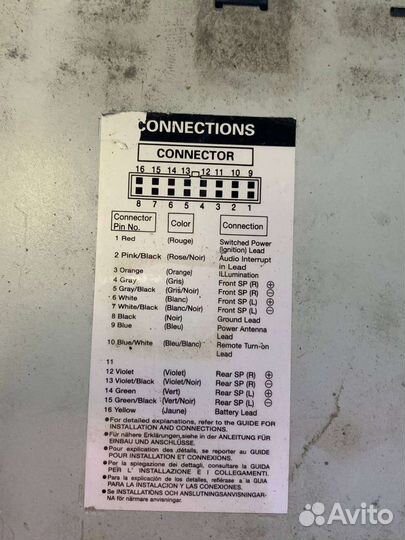 CONNECTIONS
CONNECTOR
16 15 14 13 12 11 10 9
8 7 6 5 4 3 2 1
Connector Pin No. Color Connection
1 Red (Rouge) Switched Power (Ignition) Lead
2 Pink/Black (Rose/Noir) Audio Interrupt in Lead
3 Orange (Orange) ILLumination
4 Gray (Gris) Front SP (R) ⊕
5 Gray/Black (Gris/Noir) Front SP (R) ⊖
6 White (Blanc) Front SP (L) ⊕
7 White/Black (Blanc/Noir) Front SP (L) ⊖
8 Black (Noir) Ground Lead
9 Blue (Bleu) Power Antenna Lead
10 Blue/White (Bleu/Blanc) Remote Turn-on Lead
11
12 Violet (Violet) Rear SP (R) ⊕
13 Violet/Black (Violet/Noir) Rear SP (R) ⊖
14 Green (Vert) Rear SP (L) ⊕
15 Green/Black (Vert/Noir) Rear SP (L) ⊖
16 Yellow (Jaune) Battery Lead
● For detailed explanations, refer to the GUIDE FOR
INSTALLATION AND CONNECTIONS.
● Für nähere Erklärungen,siehe in der ANLEITUNG FÜR
EINBAU UND ANSCHLÜSSE.
● Pour explication des détails, se reporter au GUIDE
POUR INSTALLATION ET CONNEXIONS.
● Per la spiegazione dei dettagli, consultate la GUIDA
PER L' INSTALLAZIONE E I COLLEGAMENTI.
● Para la explicación de los detalles, refiérase a la GUIA
PARA LA INSTALACION Y LAS CONEXIONES.
● Se INSTALLATIONS OCH ANSLUTNINGSANVISNINGAR-
NA för närmare anvisningar.
Avito